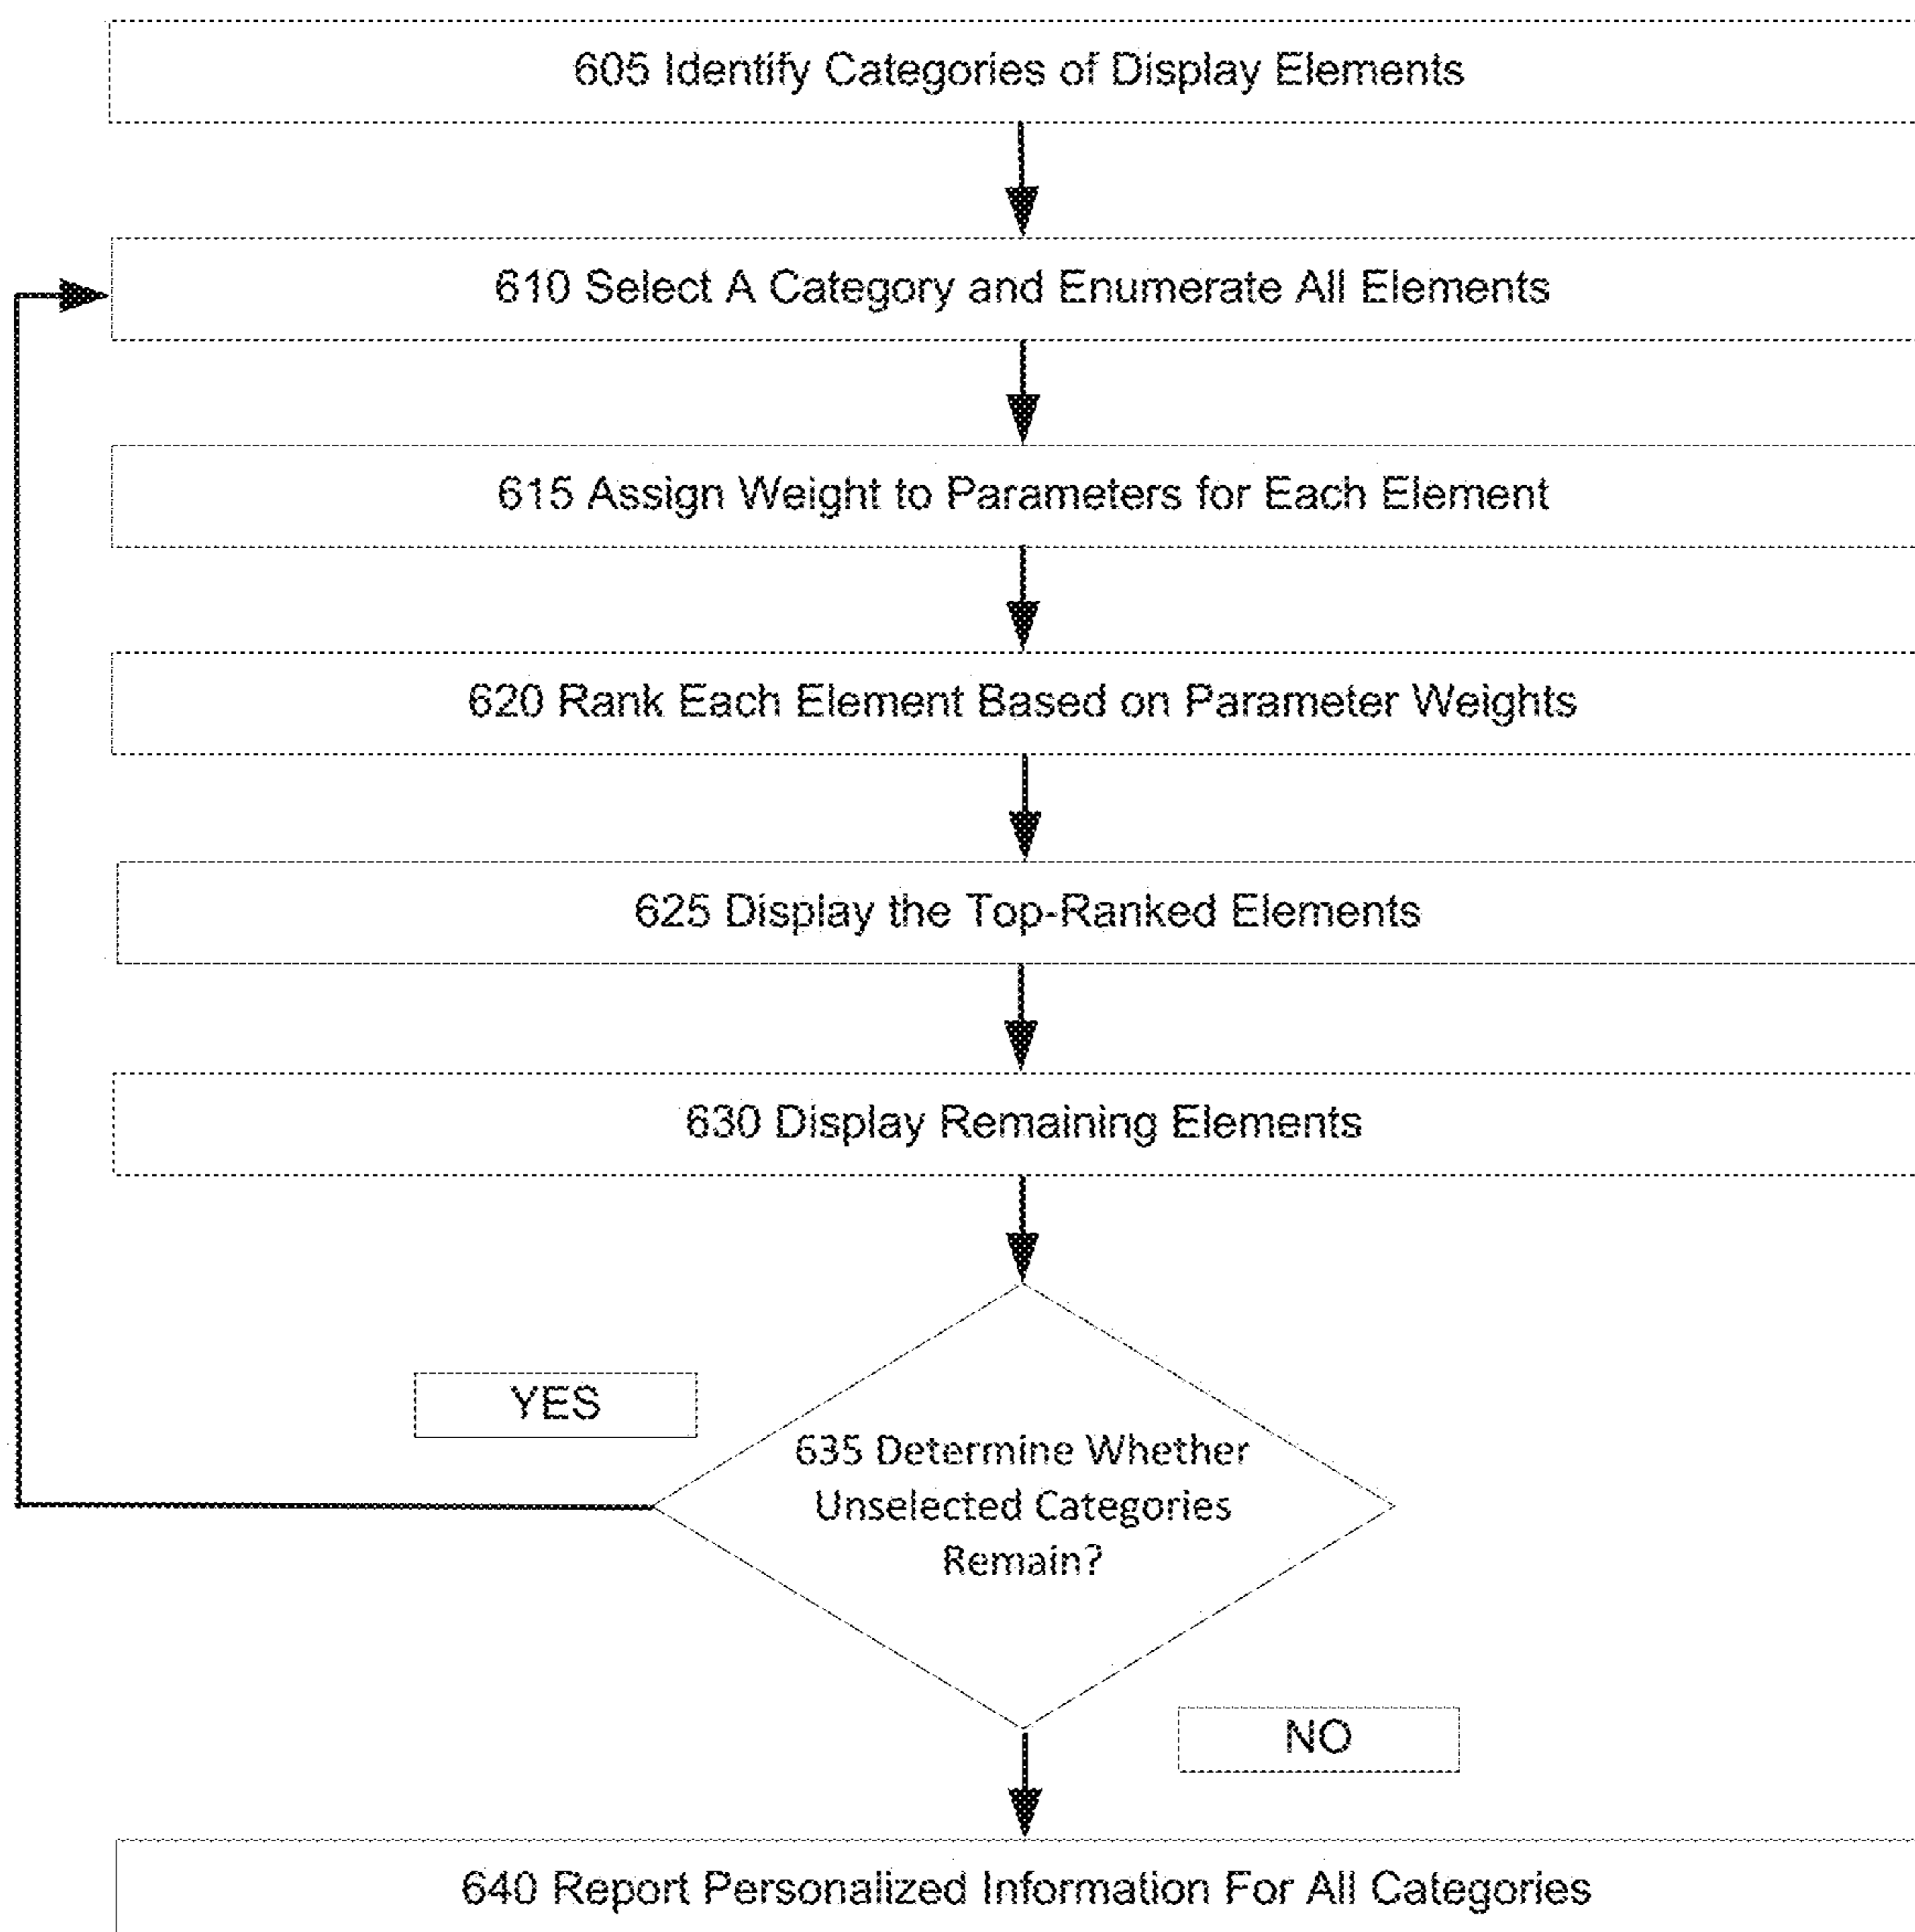 605 Identify Categories of Display Elements
610 Select A Category and Enumerate All Elements
615 Assign Weight to Parameters for Each Element
620 Rank Each Element Based on Parameter Weights
625 Display the Top-Ranked Elements
630 Display Remaining Elements
YES
635 Determine Whether
Unselected Categories
Remain?
NO
640 Report Personalized Information For All Categories